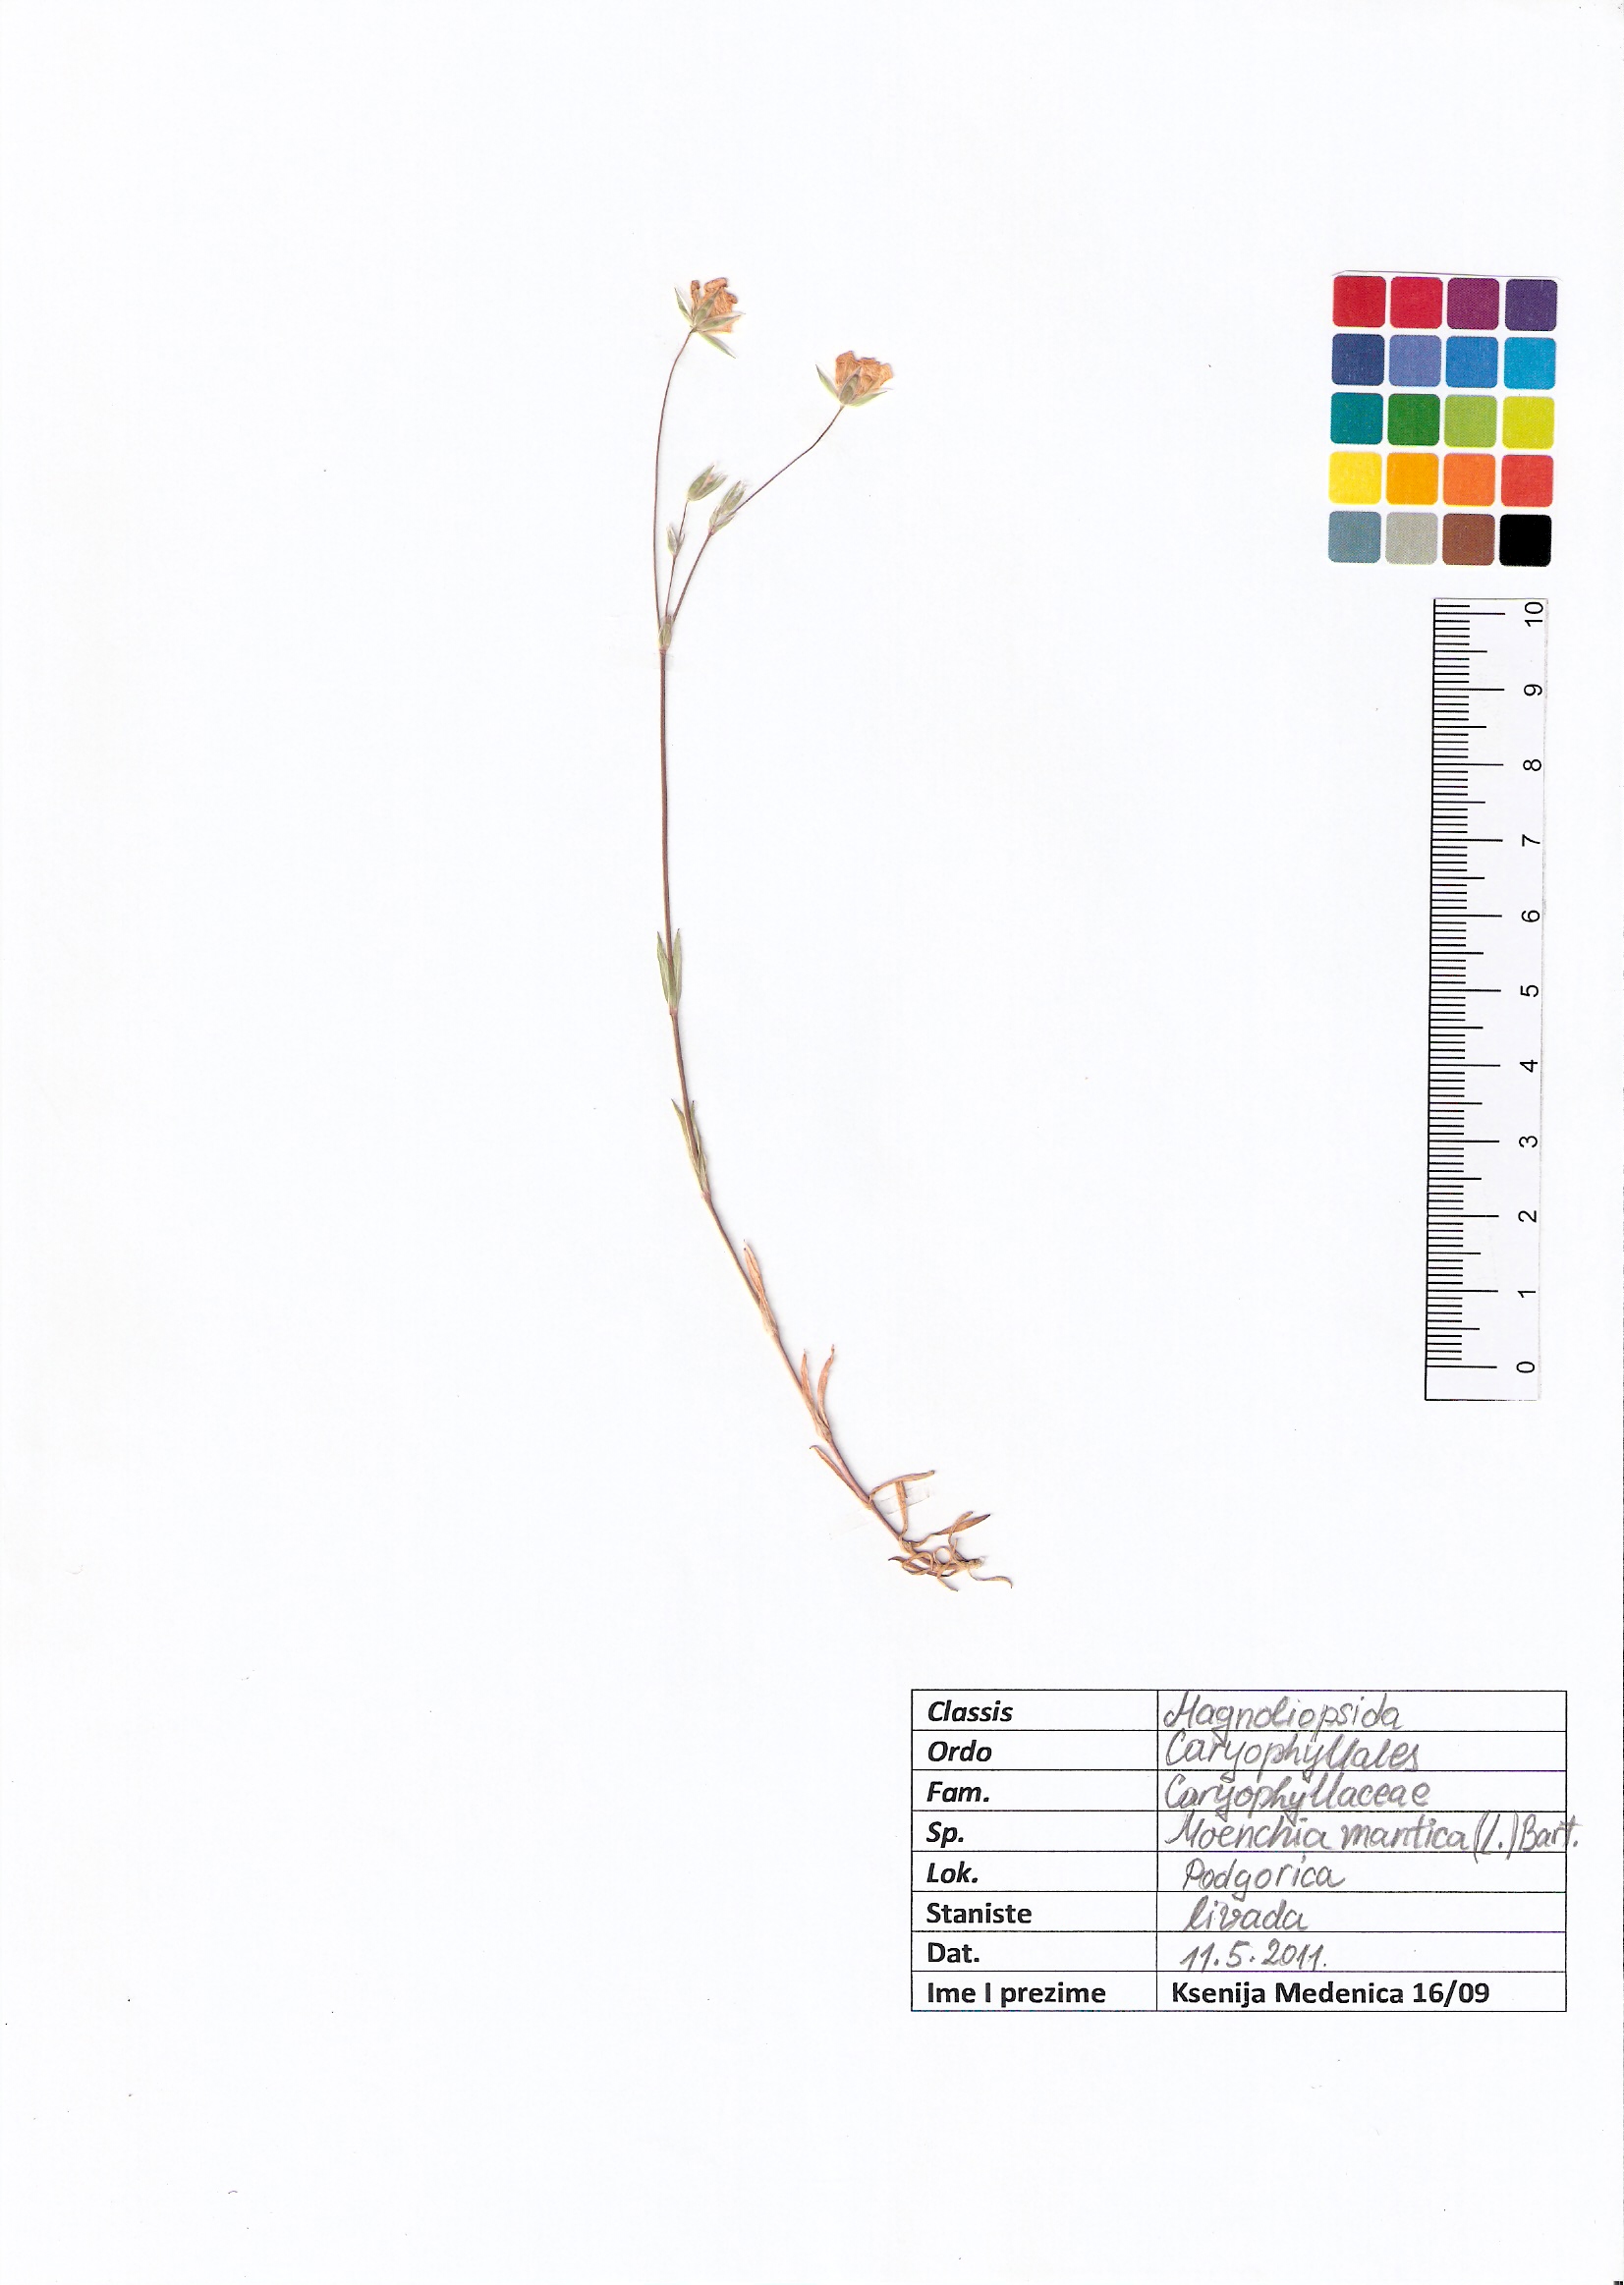 10
9
8
7
6
5
4
3
2
1
0
Classis Magnoliopsida
Ordo Caryophyllales
Fam. Caryophyllaceae
Sp. Moenchia mantica (L.) Bart.
Lok. Podgorica
Staniste livada
Dat. 11.5.2011.
Ime I prezime Ksenija Medenica 16/09